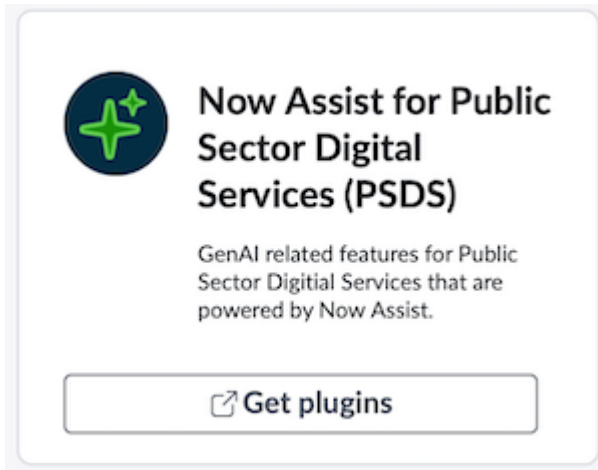 Now Assist for Public
Sector Digital
Services (PSDS)
GenAI related features for Public
Sector Digitial Services that are
powered by Now Assist.
Get plugins